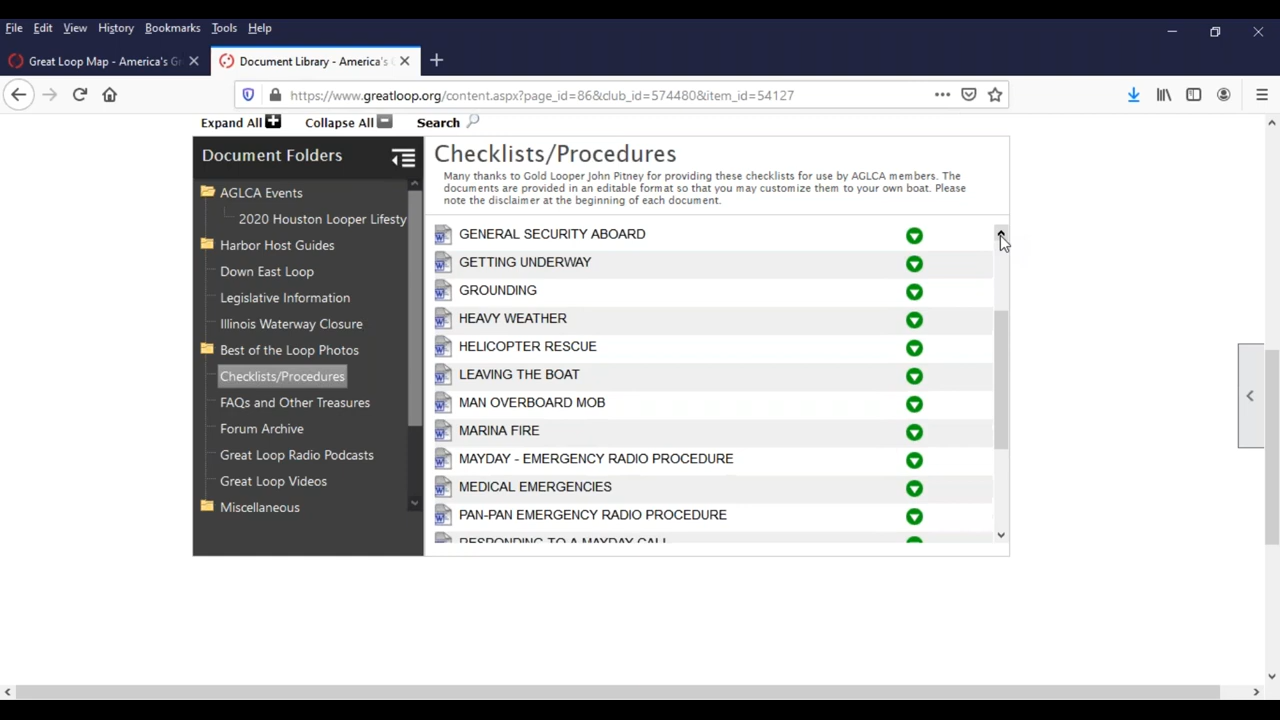 File Edit View History Bookmarks Tools Help
Great Loop Map - America's Gr
Document Library - America's
https://www.greatloop.org/content.aspx?page_id=86&club_id=574480&item_id=54127
Expand All Collapse All Search
Document Folders
AGLCA Events
2020 Houston Looper Lifesty
Harbor Host Guides
Down East Loop
Legislative Information
Illinois Waterway Closure
Best of the Loop Photos
Checklists/Procedures
FAQs and Other Treasures
Forum Archive
Great Loop Radio Podcasts
Great Loop Videos
Miscellaneous
Checklists/Procedures
Many thanks to Gold Looper John Pitney for providing these checklists for use by AGLCA members. The
documents are provided in an editable format so that you may customize them to your own boat. Please
note the disclaimer at the beginning of each document.
GENERAL SECURITY ABOARD
GETTING UNDERWAY
GROUNDING
HEAVY WEATHER
HELICOPTER RESCUE
LEAVING THE BOAT
MAN OVERBOARD MOB
MARINA FIRE
MAYDAY - EMERGENCY RADIO PROCEDURE
MEDICAL EMERGENCIES
PAN-PAN EMERGENCY RADIO PROCEDURE
RESPONDING TO A MAYDAY CALL